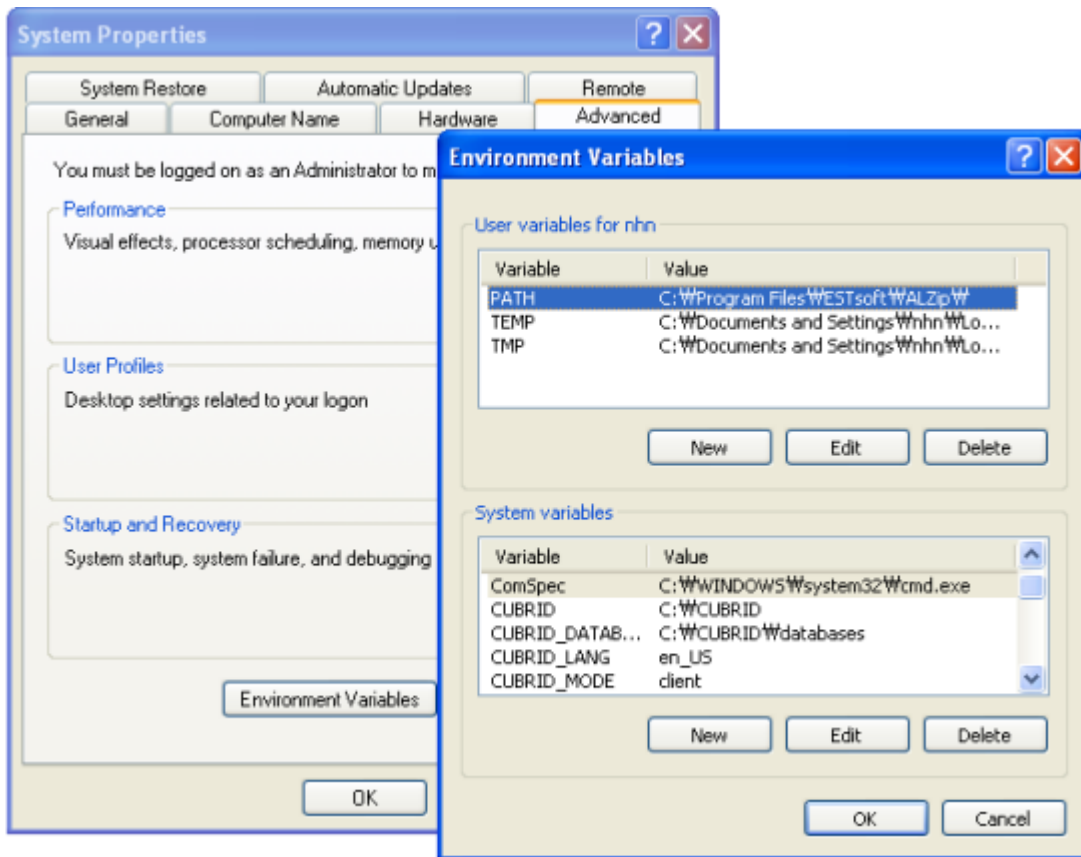 System Properties
System Restore Automatic Updates Remote
General Computer Name Hardware Advanced
You must be logged on as an Administrator to m
Performance
Visual effects, processor scheduling, memory u
User Profiles
Desktop settings related to your logon
Startup and Recovery
System startup, system failure, and debugging
Environment Variables
OK
Environment Variables
User variables for nhn
Variable Value
PATH C:₩Program Files₩ESTsoft₩ALZip₩
TEMP C:₩Documents and Settings₩nhn₩Lo...
TMP C:₩Documents and Settings₩nhn₩Lo...
New Edit Delete
System variables
Variable Value
ComSpec C:₩WINDOWS₩system32₩cmd.exe
CUBRID C:₩CUBRID
CUBRID_DATAB... C:₩CUBRID₩databases
CUBRID_LANG en_US
CUBRID_MODE client
New Edit Delete
OK Cancel